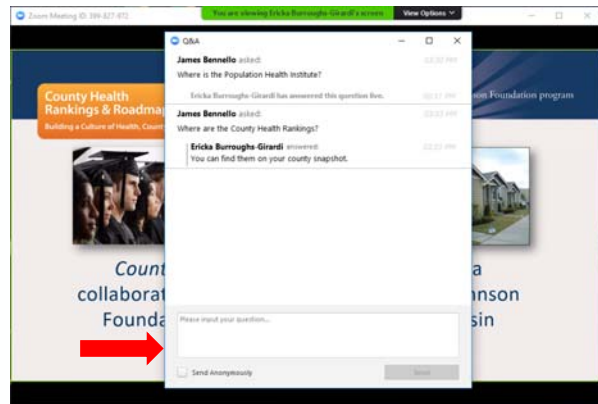 Zoom Meeting ID: 399-827-972
You are viewing Ericka Burroughs-Girardi's screen
View Options
Q&A
James Bennello asked:
Where is the Population Health Institute?
Ericka Burroughs-Girardi has answered this question live.
James Bennello asked:
Where are the County Health Rankings?
Ericka Burroughs-Girardi answered:
You can find them on your county snapshot.
Please input your question...
Send Anonymously
Send
County Health
Rankings & Roadma
Building a Culture of Health, Count
son Foundation program
Count
a
collaborat
nson
Founda
sin